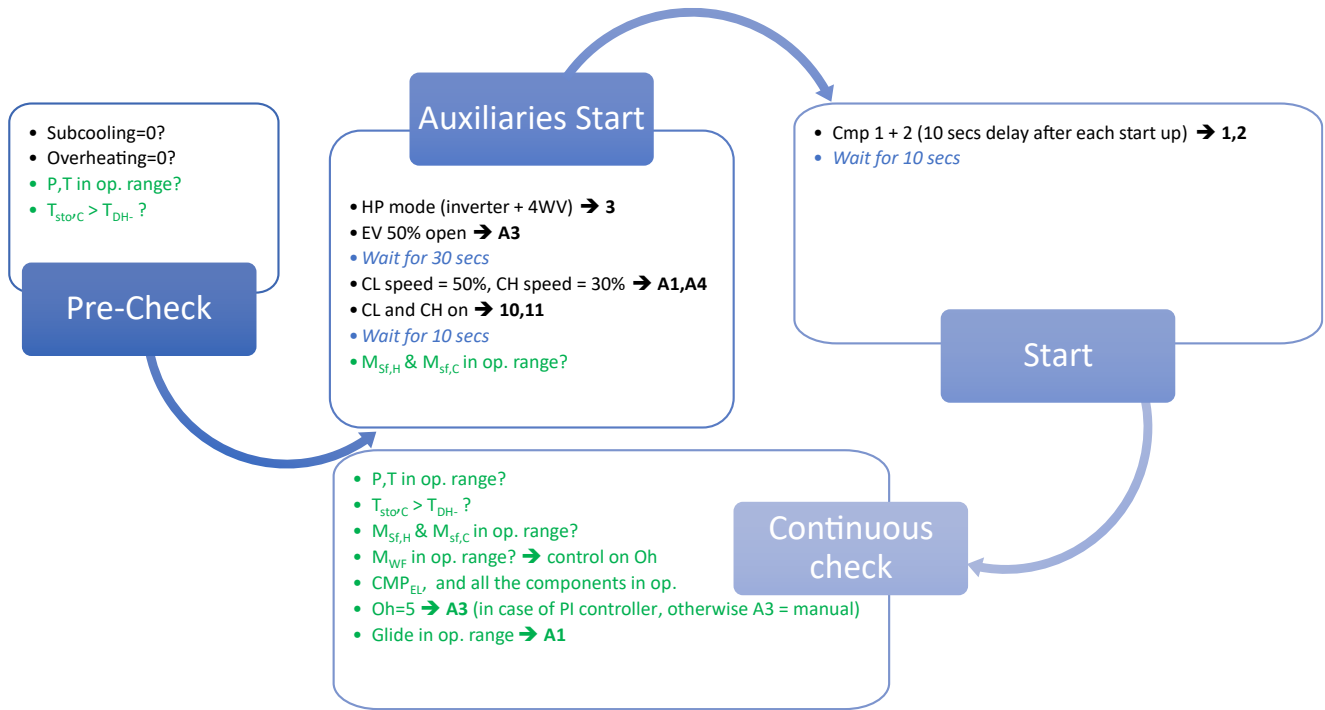 • Subcooling=0?
• Overheating=0?
• P,T in op. range?
• Tsto,C > TDH- ?
Pre-Check
Auxiliaries Start
• HP mode (inverter + 4WV) ➔ 3
• EV 50% open ➔ A3
• Wait for 30 secs
• CL speed = 50%, CH speed = 30% ➔ A1,A4
• CL and CH on ➔ 10,11
• Wait for 10 secs
• MSf,H & Msf,C in op. range?
• Cmp 1 + 2 (10 secs delay after each start up) ➔ 1,2
• Wait for 10 secs
Start
• P,T in op. range?
• Tsto,C > TDH- ?
• MSf,H & Msf,C in op. range?
• MWF in op. range? ➔ control on Oh
• CMPEL, and all the components in op.
• Oh=5 ➔ A3 (in case of PI controller, otherwise A3 = manual)
• Glide in op. range ➔ A1
Continuous
check